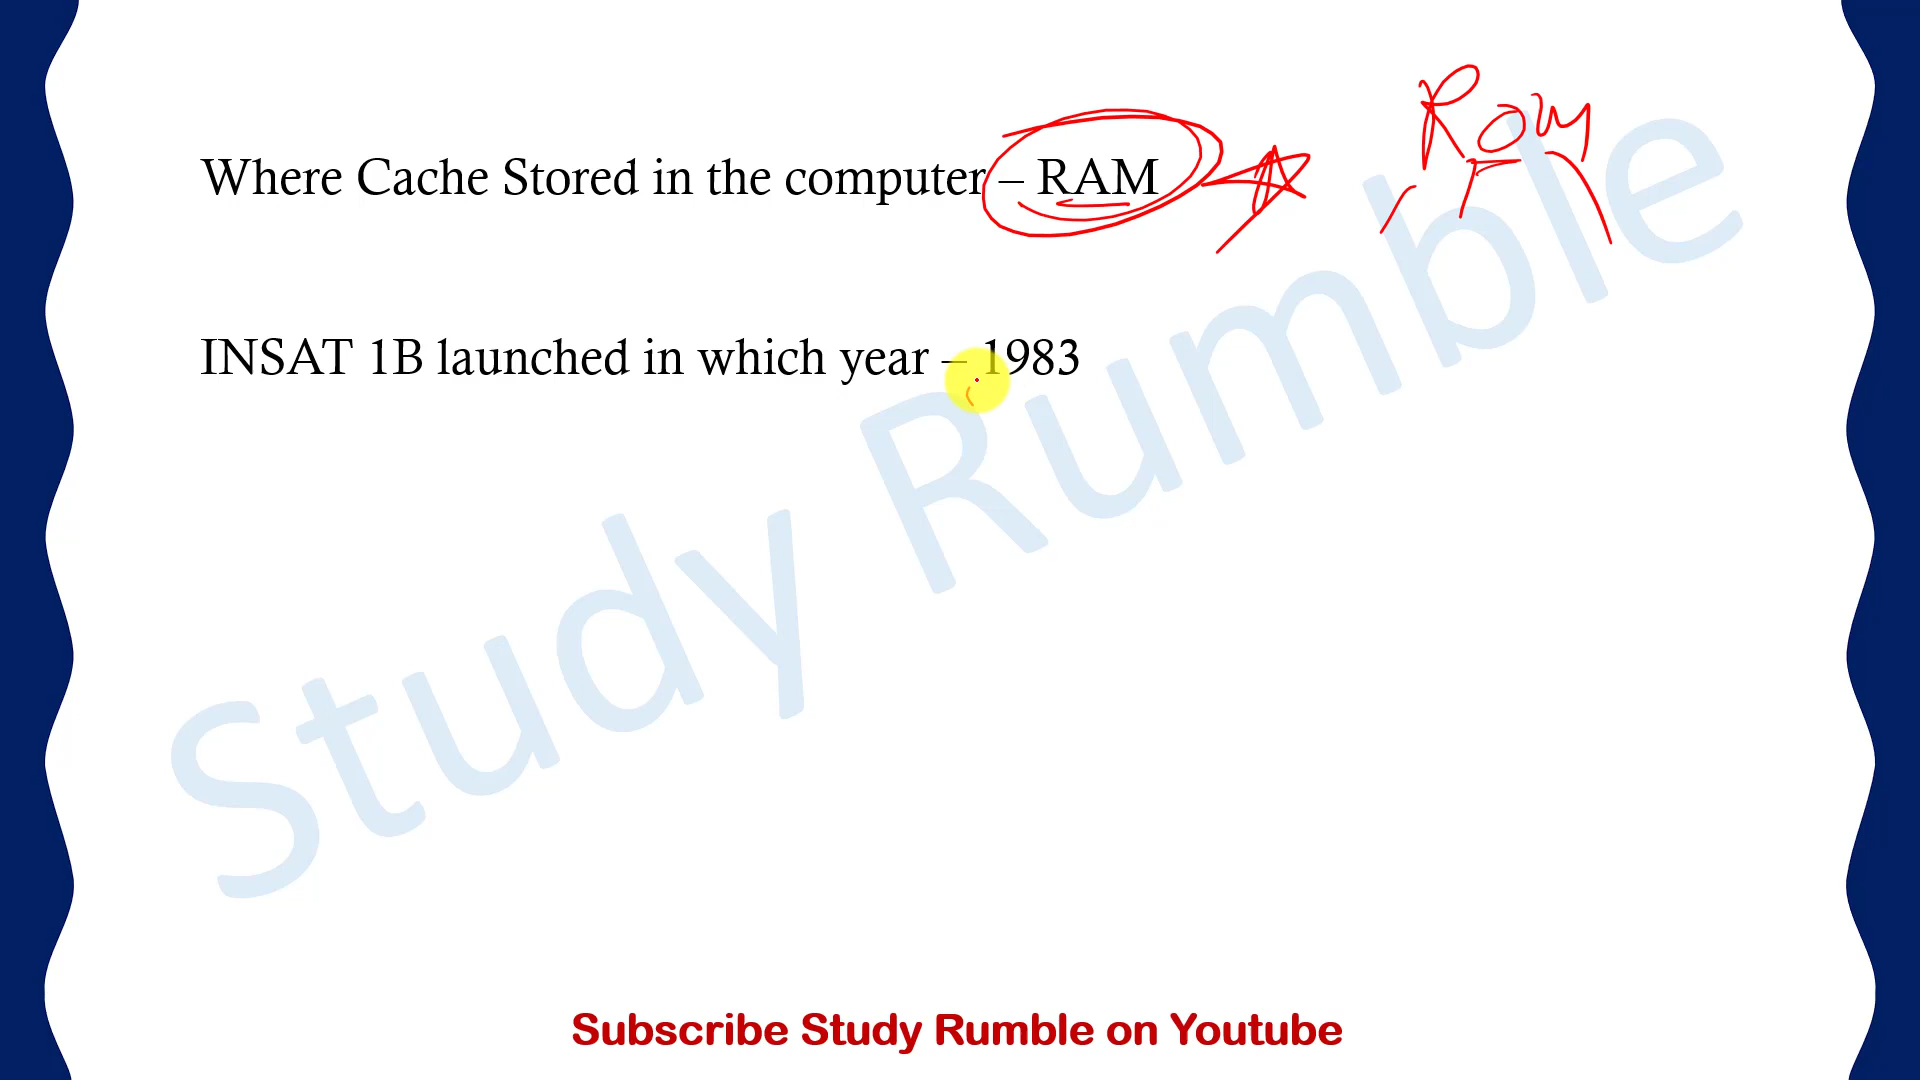 Where Cache Stored in the computer – RAM
Rom
INSAT 1B launched in which year – 1983
Study Rumble
Subscribe Study Rumble on Youtube